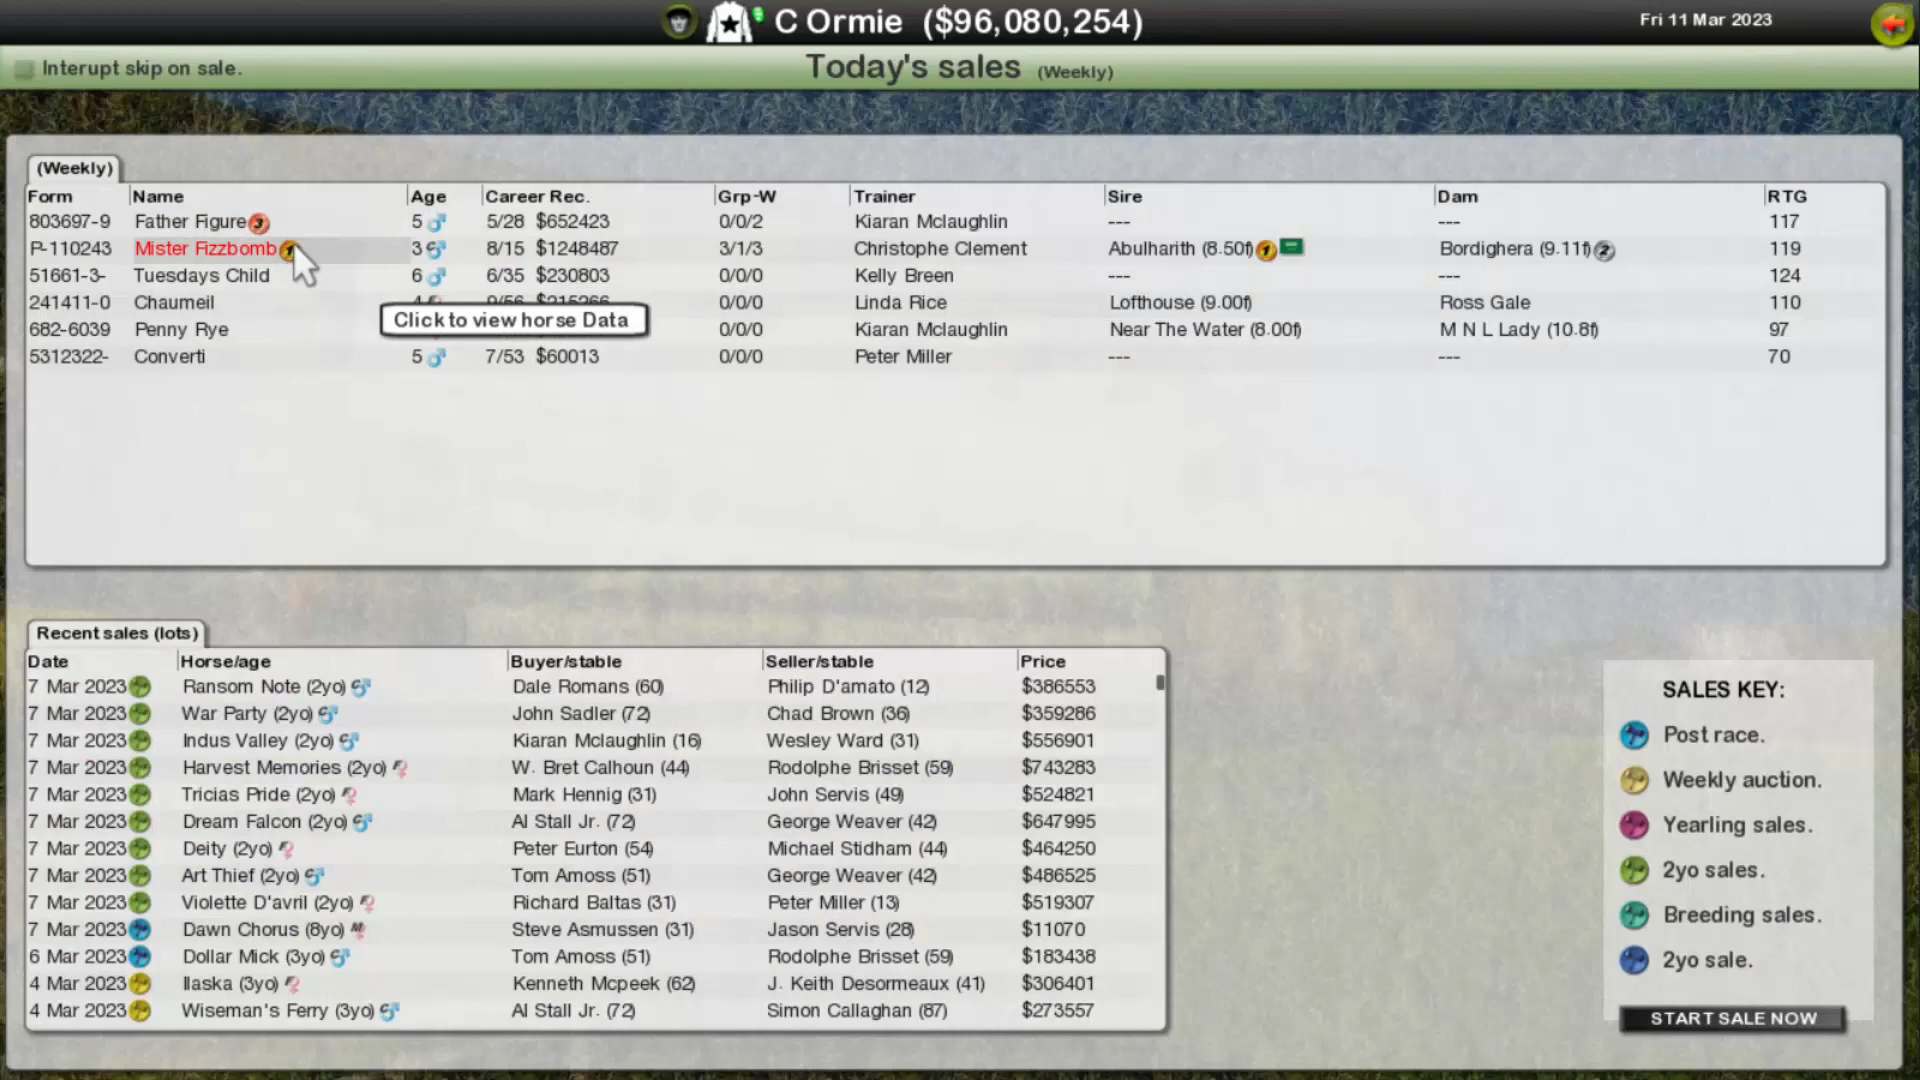 C Ormie ($96,080,254)
Fri 11 Mar 2023
Interupt skip on sale.
Today's sales (Weekly)
(Weekly)
Form Name Age Career Rec. Grp-W Trainer Sire Dam RTG
803697-9 Father Figure 3 5 5/28 $652423 0/0/2 Kiaran Mclaughlin --- --- 117
P-110243 Mister Fizzbomb 1 3 8/15 $1248487 3/1/3 Christophe Clement Abulharith (8.50f) 1 Bordighera (9.11f) 2 119
51661-3- Tuesdays Child 6 6/35 $230803 0/0/0 Kelly Breen --- --- 124
241411-0 Chaumeil 4 9/56 $215266 0/0/0 Linda Rice Lofthouse (9.00f) Ross Gale 110
Click to view horse Data
682-6039 Penny Rye 0/0/0 Kiaran Mclaughlin Near The Water (8.00f) M N L Lady (10.8f) 97
5312322- Converti 5 7/53 $60013 0/0/0 Peter Miller --- --- 70
Recent sales (lots)
Date Horse/age Buyer/stable Seller/stable Price
7 Mar 2023 Ransom Note (2yo) Dale Romans (60) Philip D'amato (12) $386553
7 Mar 2023 War Party (2yo) John Sadler (72) Chad Brown (36) $359286
7 Mar 2023 Indus Valley (2yo) Kiaran Mclaughlin (16) Wesley Ward (31) $556901
7 Mar 2023 Harvest Memories (2yo) W. Bret Calhoun (44) Rodolphe Brisset (59) $743283
7 Mar 2023 Tricias Pride (2yo) Mark Hennig (31) John Servis (49) $524821
7 Mar 2023 Dream Falcon (2yo) Al Stall Jr. (72) George Weaver (42) $647995
7 Mar 2023 Deity (2yo) Peter Eurton (54) Michael Stidham (44) $464250
7 Mar 2023 Art Thief (2yo) Tom Amoss (51) George Weaver (42) $486525
7 Mar 2023 Violette D'avril (2yo) Richard Baltas (31) Peter Miller (13) $519307
7 Mar 2023 Dawn Chorus (8yo) Steve Asmussen (31) Jason Servis (28) $11070
6 Mar 2023 Dollar Mick (3yo) Tom Amoss (51) Rodolphe Brisset (59) $183438
4 Mar 2023 Ilaska (3yo) Kenneth Mcpeek (62) J. Keith Desormeaux (41) $306401
4 Mar 2023 Wiseman's Ferry (3yo) Al Stall Jr. (72) Simon Callaghan (87) $273557
SALES KEY:
Post race.
Weekly auction.
Yearling sales.
2yo sales.
Breeding sales.
2yo sale.
START SALE NOW